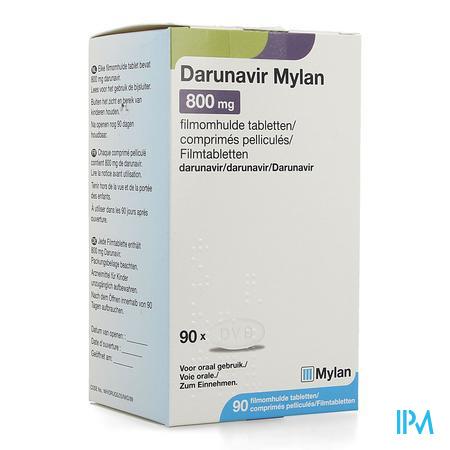 Darunavir Mylan
800 mg
filmomhulde tabletten/
comprimés pelliculés/
Filmtabletten
darunavir/darunavir/Darunavir
90 x
DVB
Voor oraal gebruik./
Voie orale./
Zum Einnehmen.
Mylan
90 filmomhulde tabletten/
comprimés pelliculés/Filmtabletten
NL Elke filmomhulde tablet bevat
800 mg darunavir.
Lees voor het gebruik de bijsluiter.
Buiten het zicht en bereik van
kinderen houden.
Na openen nog 90 dagen
houdbaar.
FR Chaque comprimé pelliculé
contient 800 mg de darunavir.
Lire la notice avant utilisation.
Tenir hors de la vue et de la portée
des enfants.
À utiliser dans les 90 jours après
ouverture.
DE Jede Filmtablette enthält
800 mg Darunavir.
Packungsbeilage beachten.
Arzneimittel für Kinder
unzugänglich aufbewahren.
Nach dem Öffnen innerhalb von 90
Tagen aufbrauchen.
Datum van openen :
Date d'ouverture :
Geöffnet am:
IPM